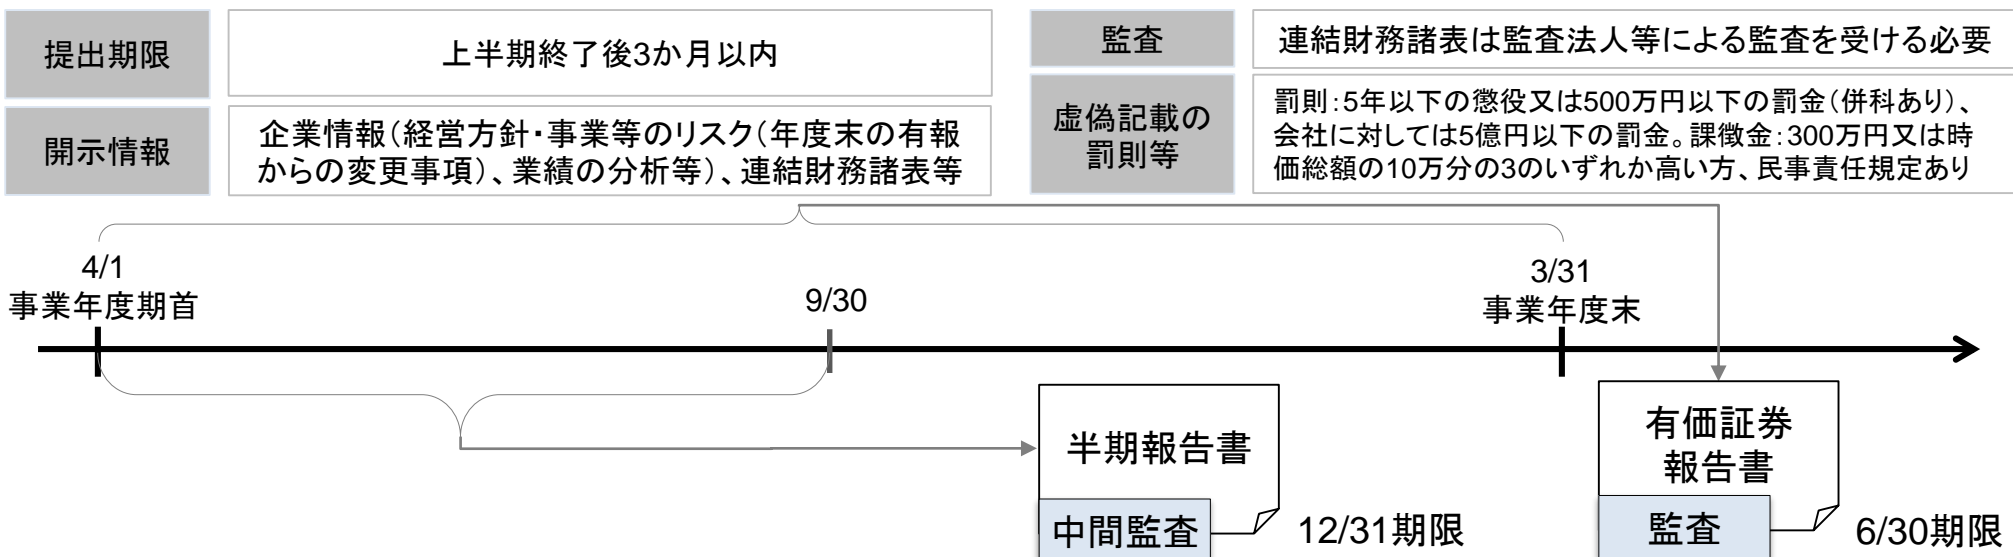 提出期限
上半期終了後3か月以内
開示情報
企業情報(経営方針・事業等のリスク(年度末の有報
からの変更事項)、業績の分析等)、連結財務諸表等
監査
連結財務諸表は監査法人等による監査を受ける必要
虚偽記載の
罰則等
罰則:5年以下の懲役又は500万円以下の罰金(併科あり)、
会社に対しては5億円以下の罰金。課徴金:300万円又は時
価総額の10万分の3のいずれか高い方、民事責任規定あり
4/1
事業年度期首
9/30
3/31
事業年度末
半期報告書
中間監査
12/31期限
有価証券
報告書
監査
6/30期限